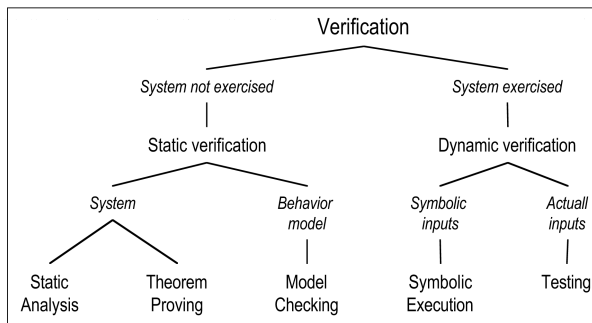 Verification
System not exercised
System exercised
Static verification
Dynamic verification
System
Behavior
model
Symbolic
inputs
Actuall
inputs
Static
Analysis
Theorem
Proving
Model
Checking
Symbolic
Execution
Testing